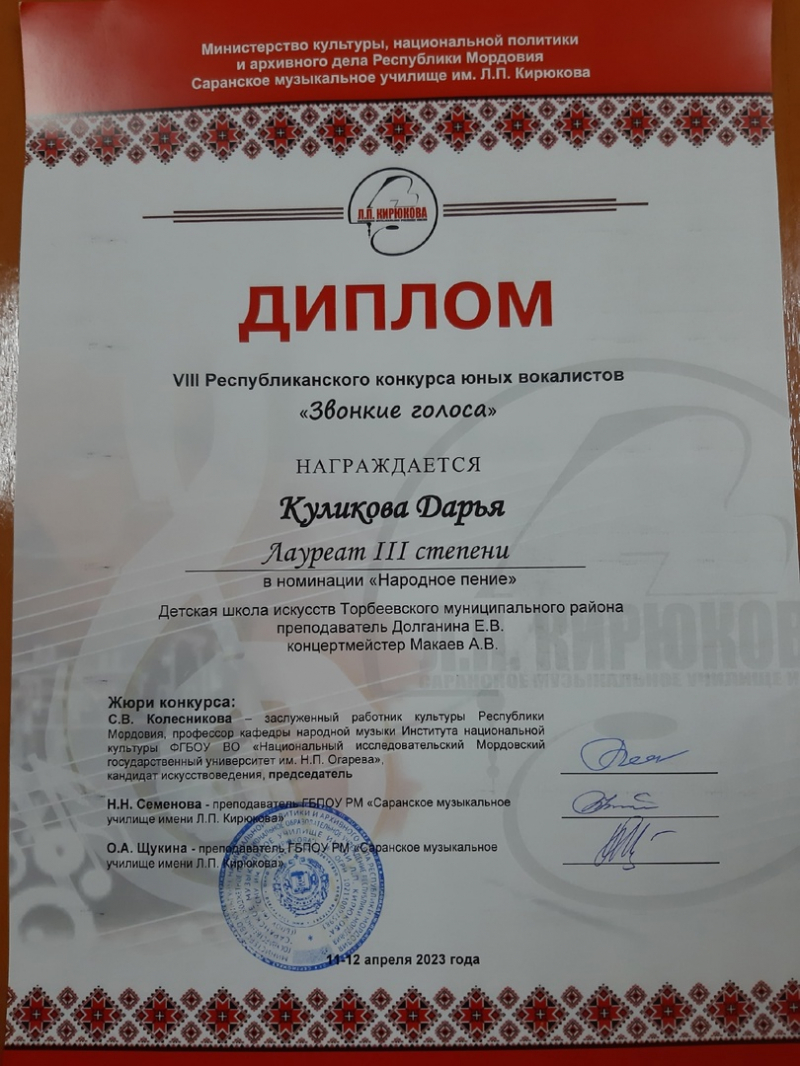 Министерство культуры, национальной политики
и архивного дела Республики Мордовия
Саранское музыкальное училище им. Л.П. Кирюкова
Л.П. КИРЮКОВА
ДИПЛОМ
VIII Республиканского конкурса юных вокалистов
«Звонкие голоса»
НАГРАЖДАЕТСЯ
Куликова Дарья
Лауреат III степени
в номинации «Народное пение»
Детская школа искусств Торбеевского муниципального района
преподаватель Долганина Е.В.
концертмейстер Макаев А.В.
Л.П. КИРЮКОВ
САРАНСКОЕ МУЗЫКАЛЬНОЕ УЧИЛИЩЕ
Жюри конкурса:
С.В. Колесникова – заслуженный работник культуры Республики
Мордовия, профессор кафедры народной музыки Института национальной
культуры ФГБОУ ВО «Национальный исследовательский Мордовский
государственный университет им. Н.П. Огарева»,
кандидат искусствоведения, председатель
Н.Н. Семенова - преподаватель ГБПОУ РМ «Саранское музыкальное
училище имени Л.П. Кирюкова»
О.А. Щукина - преподаватель ГБПОУ РМ «Саранское музыкальное
училище имени Л.П. Кирюкова»
11-12 апреля 2023 года